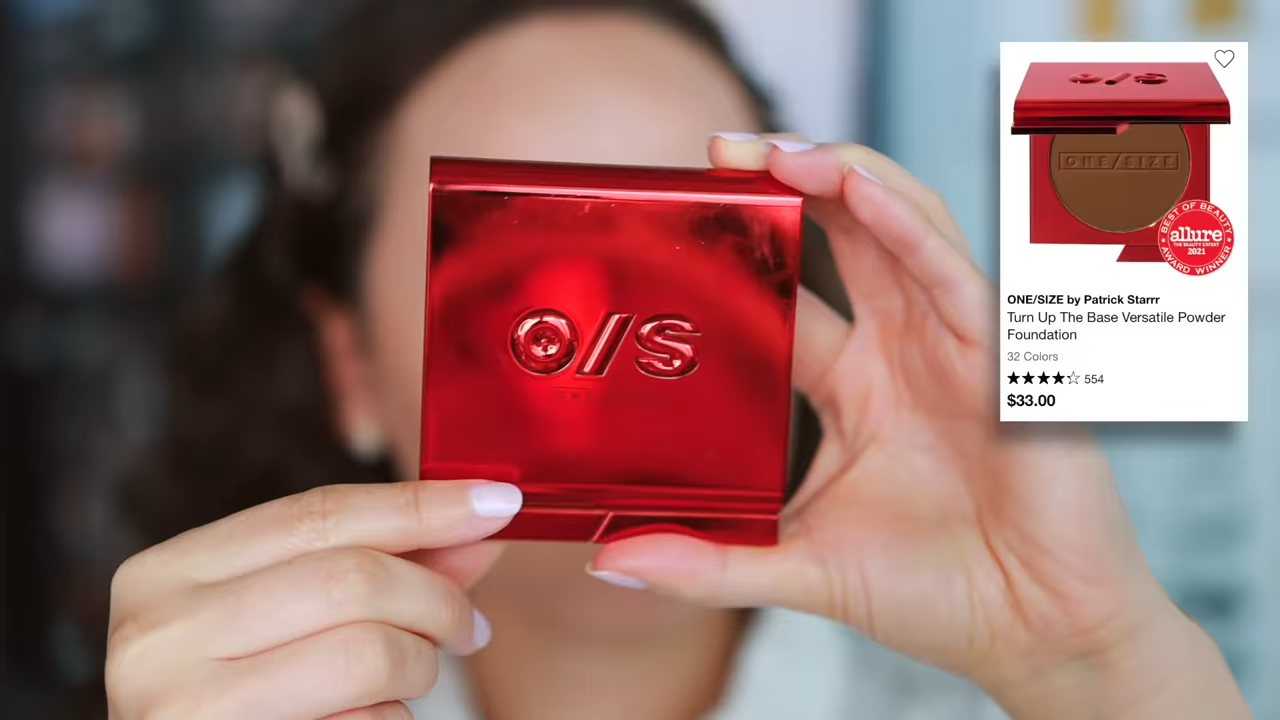 O/S
O/S
ONE/SIZE
BEST OF BEAUTY
allure
THE BEAUTY EXPERT
2021
AWARD WINNER
ONE/SIZE by Patrick Starrr
Turn Up The Base Versatile Powder
Foundation
32 Colors
554
$33.00